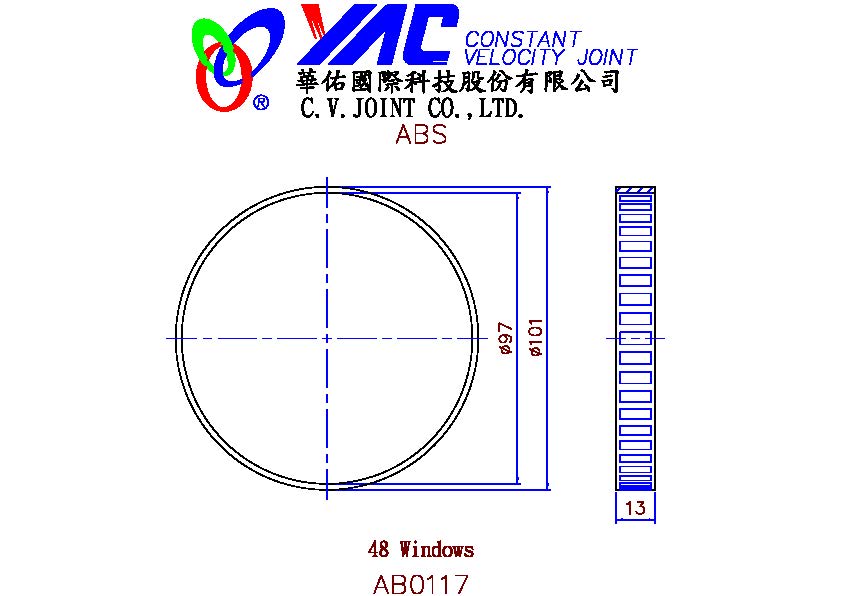 YAC CONSTANT
VELOCITY JOINT
®
華佑國際科技股份有限公司
C.V.JOINT CO.,LTD.
ABS
ø97
ø101
13
48 Windows
AB0117